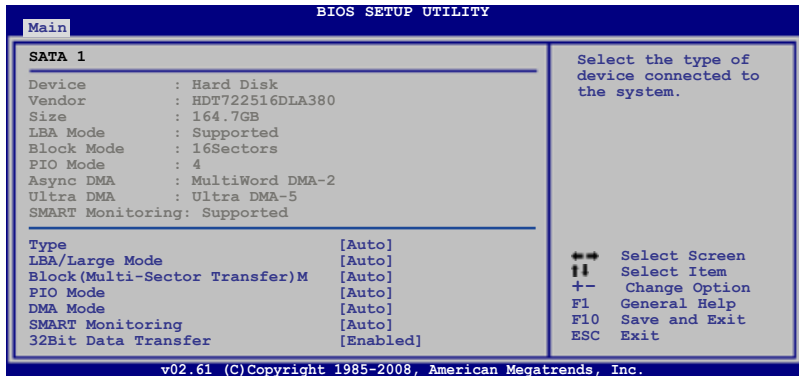 BIOS SETUP UTILITY
Main
SATA 1
Device : Hard Disk
Vendor : HDT722516DLA380
Size : 164.7GB
LBA Mode : Supported
Block Mode : 16Sectors
PIO Mode : 4
Async DMA : MultiWord DMA-2
Ultra DMA : Ultra DMA-5
SMART Monitoring: Supported
Type [Auto]
LBA/Large Mode [Auto]
Block(Multi-Sector Transfer)M [Auto]
PIO Mode [Auto]
DMA Mode [Auto]
SMART Monitoring [Auto]
32Bit Data Transfer [Enabled]
Select the type of
device connected to
the system.
←→ Select Screen
↑↓ Select Item
+- Change Option
F1 General Help
F10 Save and Exit
ESC Exit
v02.61 (C)Copyright 1985-2008, American Megatrends, Inc.